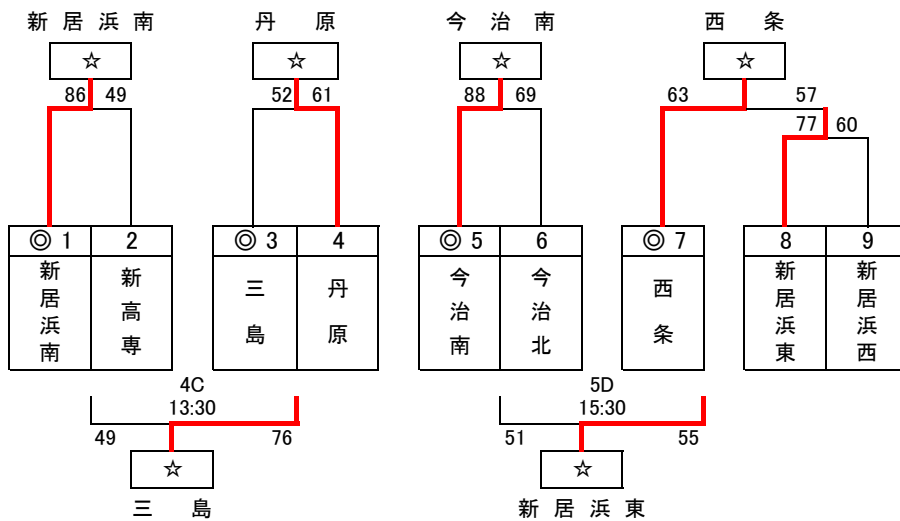 新居浜南 丹原 今治南 西条
☆ ☆ ☆ ☆
86 49 52 61 88 69 63 57
77 60
◎ 1 2 ◎ 3 4 ◎ 5 6 ◎ 7 8 9
新居浜南 新高専 三島 丹原 今治南 今治北 西条 新居浜東 新居浜西
4C 5D
13:30 15:30
49 76 51 55
☆ ☆
三島 新居浜東